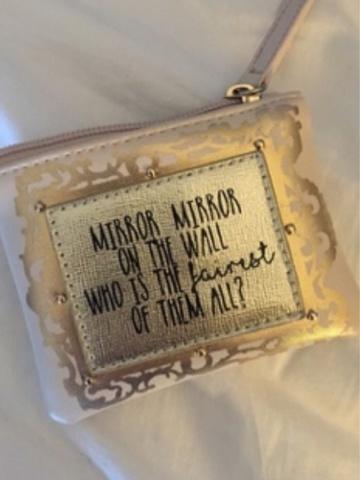 MIRROR MIRROR
ON THE WALL
WHO IS THE fairest
OF THEM ALL?